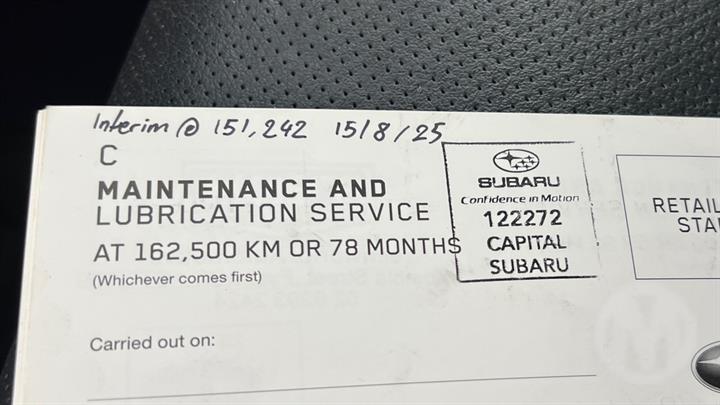 Interim @ 151,242 15/8/25
C
MAINTENANCE AND
LUBRICATION SERVICE
AT 162,500 KM OR 78 MONTHS
(Whichever comes first)
Carried out on:
SUBARU
Confidence in Motion
122272
CAPITAL
SUBARU
RETAIL
STA